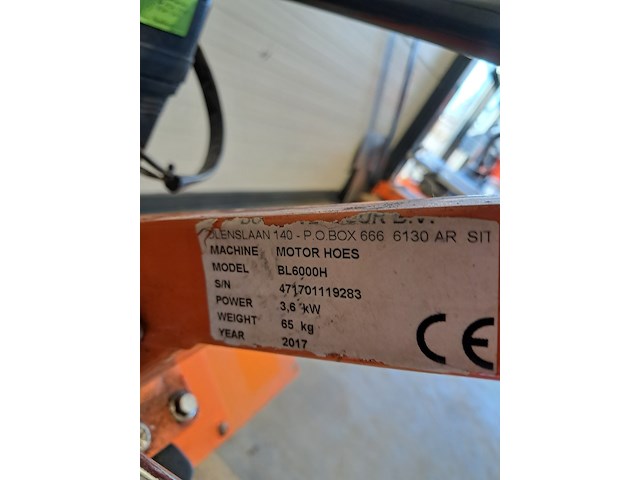 B.V.
140 - P.O.BOX 666 6130 AR SIT
MACHINE MOTOR HOES
MODEL BL6000H
S/N 471701119283
POWER 3,6 kW
WEIGHT 65 kg
YEAR 2017
CE